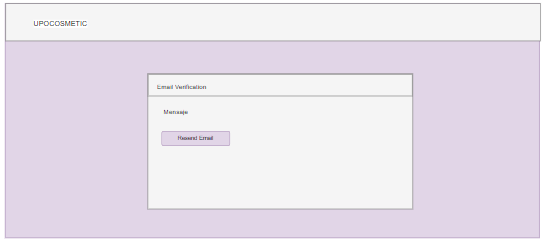 UPOCOSMETIC
Email Verification
Mensaje
Resend Email